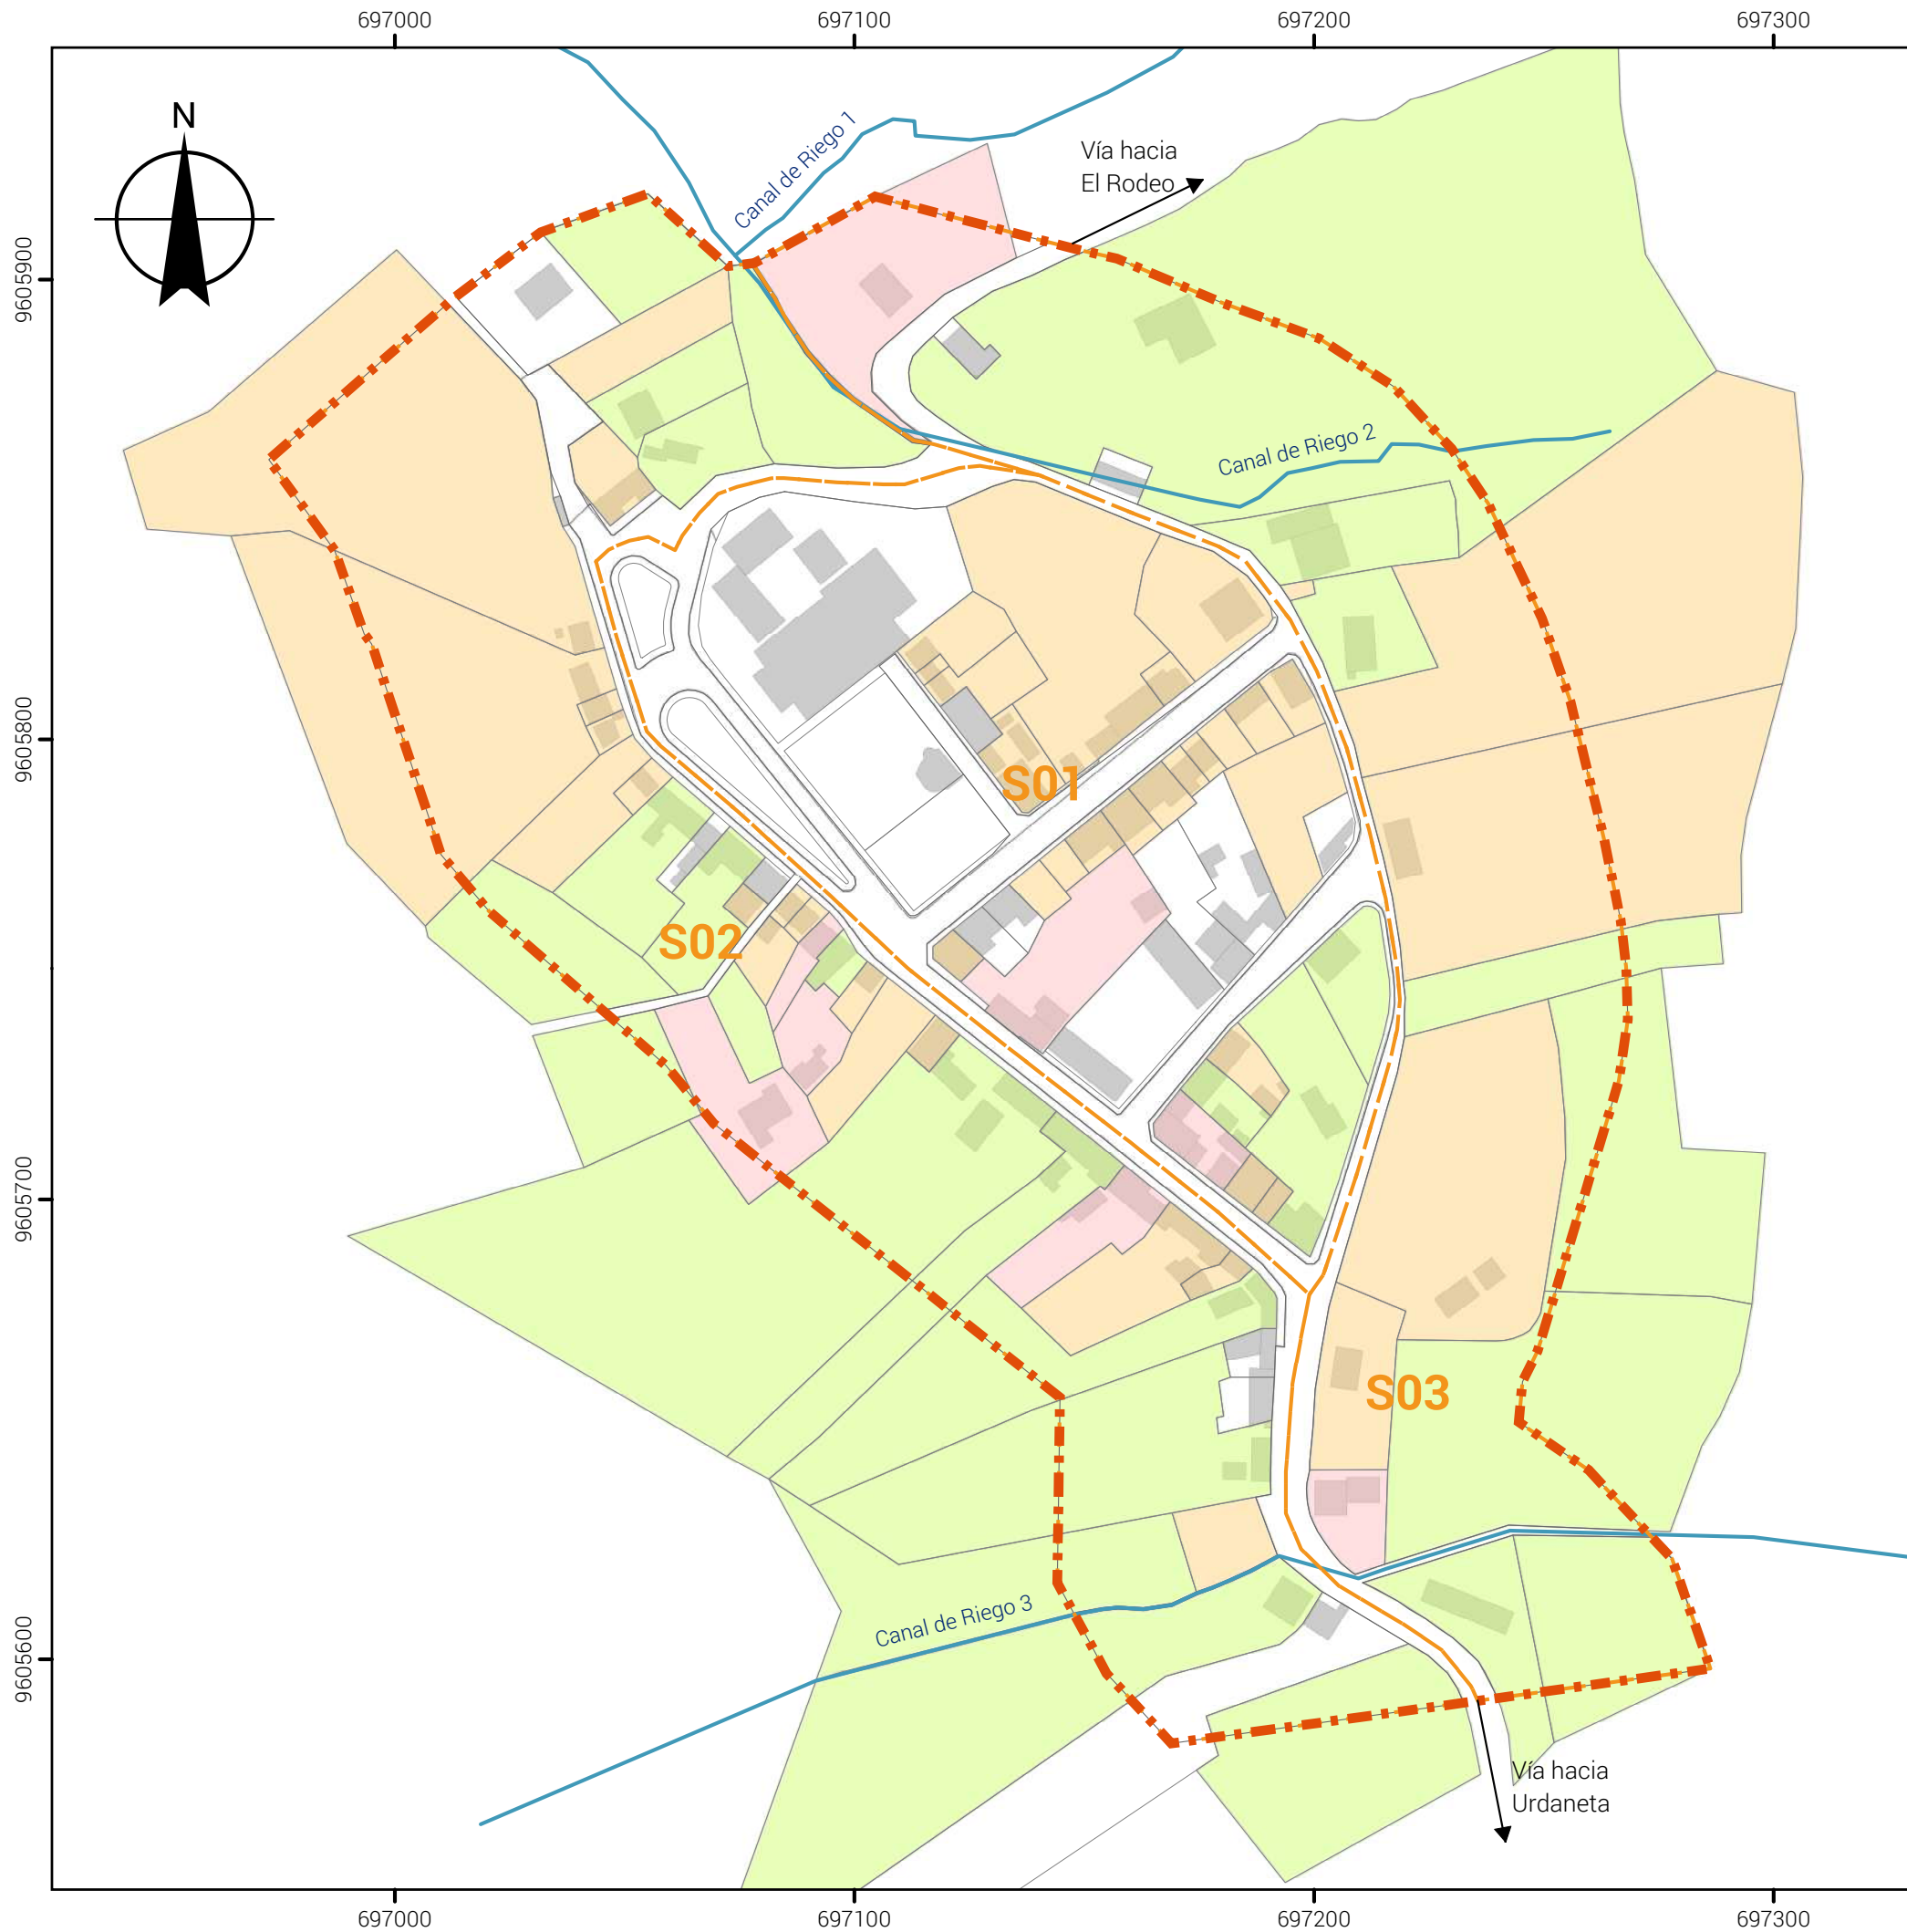 697000
697100
697200
697300
N
Canal de Riego 1
Vía hacia
El Rodeo
9605900
Canal de Riego 2
9605800
S01
S02
9605700
S03
Canal de Riego 3
9605600
Vía hacia
Urdaneta
697000
697100
697200
697300